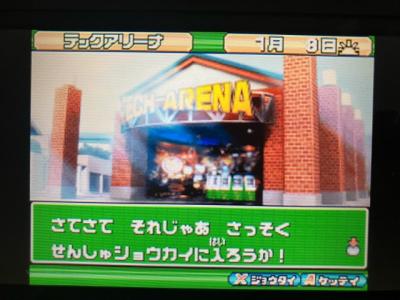 テックアリーナ
1月 8日
TECH-ARENA
さてさて それじゃあ さっそく
せんしゅショウカイに入ろうか!
はい
X ジョウタイ A ケッテイ